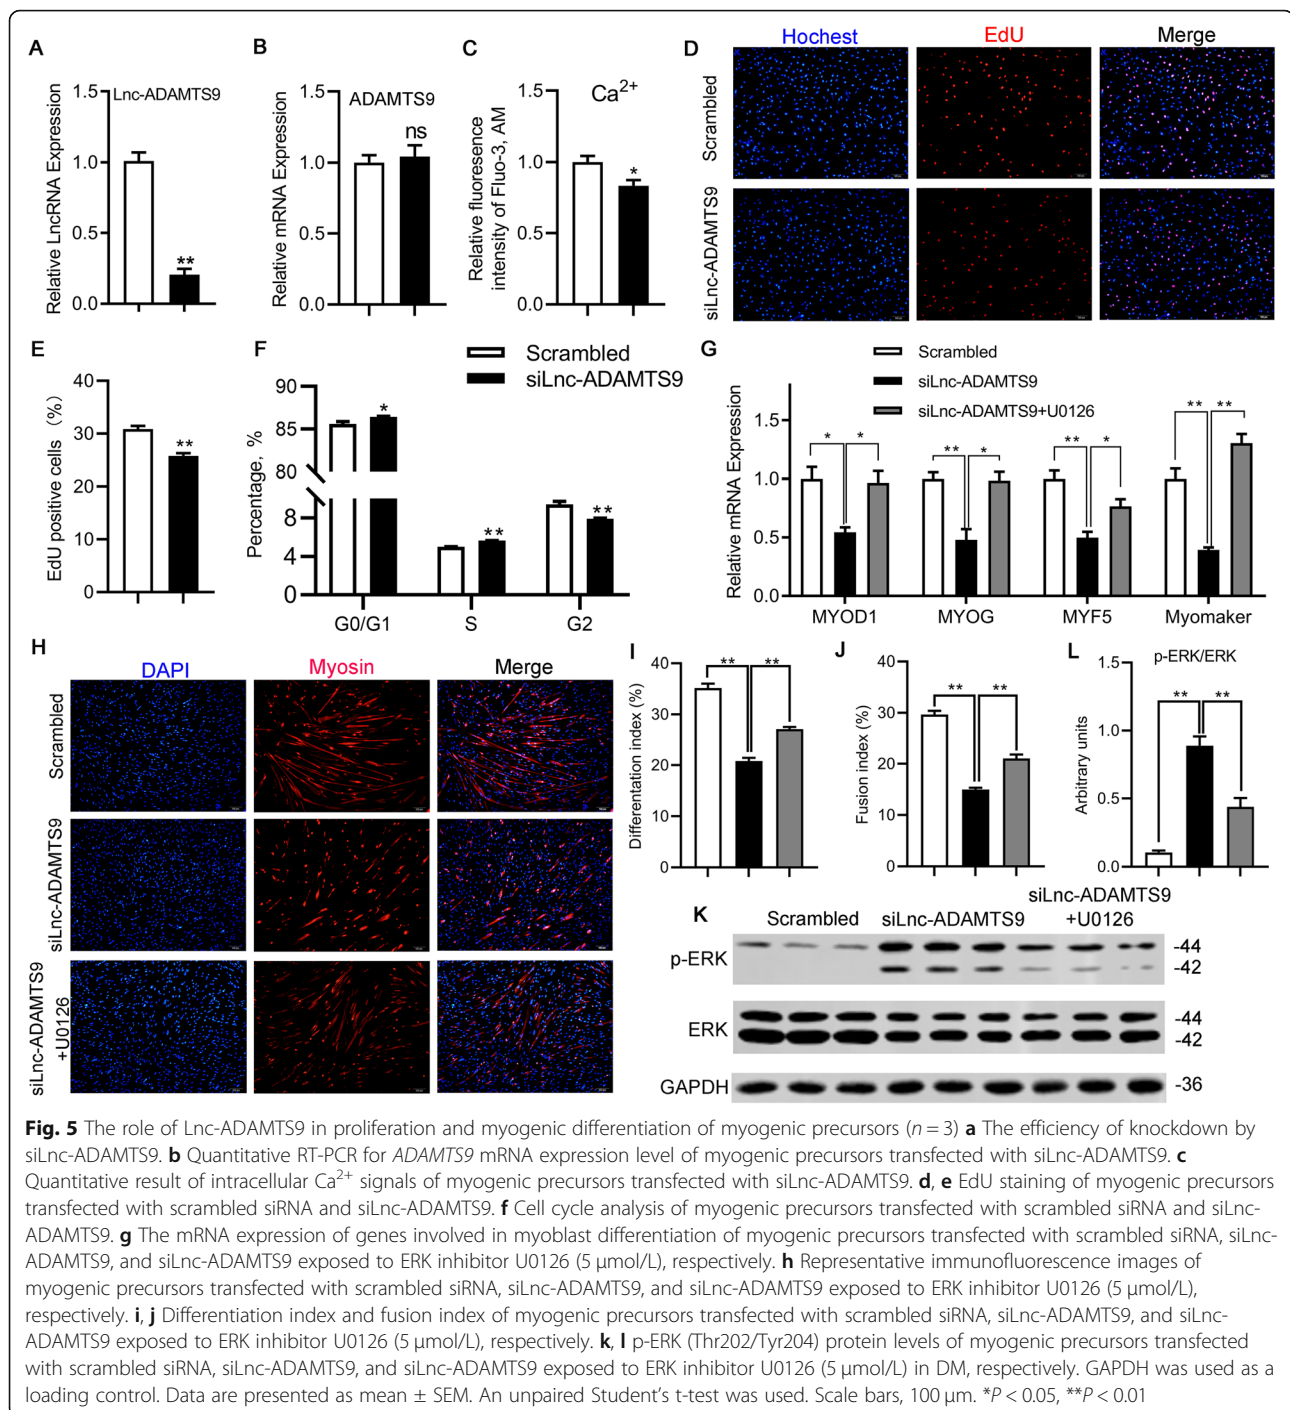 A
Lnc-ADAMTS9
Relative LncRNA Expression
1.5
1.0
0.5
0.0
**
B
ADAMTS9
Relative mRNA Expression
1.5
1.0
0.5
0.0
ns
C
Ca2+
Relative fluoresence
intensity of Fluo-3, AM
1.5
1.0
0.5
0.0
*
D
Hochest
EdU
Merge
Scrambled
siLnc-ADAMTS9
E
EdU positive cells (%)
40
30
20
10
0
**
F
Scrambled
siLnc-ADAMTS9
Percentage, %
90
85
80
8
4
0
*
**
**
G0/G1
S
G2
G
Scrambled
siLnc-ADAMTS9
siLnc-ADAMTS9+U0126
Relative mRNA Expression
1.5
1.0
0.5
0.0
* *
** *
** *
** **
MYOD1
MYOG
MYF5
Myomaker
H
DAPI
Myosin
Merge
Scrambled
siLnc-ADAMTS9
siLnc-ADAMTS9
+U0126
I
Differentiation index (%)
40
30
20
10
0
** **
J
Fusion index (%)
40
30
20
10
0
** **
L
p-ERK/ERK
Arbitrary units
1.5
1.0
0.5
0.0
** **
K
Scrambled
siLnc-ADAMTS9
siLnc-ADAMTS9
+U0126
p-ERK
-44
-42
ERK
-44
-42
GAPDH
-36
Fig. 5 The role of Lnc-ADAMTS9 in proliferation and myogenic differentiation of myogenic precursors (n = 3) a The efficiency of knockdown by
siLnc-ADAMTS9. b Quantitative RT-PCR for ADAMTS9 mRNA expression level of myogenic precursors transfected with siLnc-ADAMTS9. c
Quantitative result of intracellular Ca2+ signals of myogenic precursors transfected with siLnc-ADAMTS9. d, e EdU staining of myogenic precursors
transfected with scrambled siRNA and siLnc-ADAMTS9. f Cell cycle analysis of myogenic precursors transfected with scrambled siRNA and siLnc-
ADAMTS9. g The mRNA expression of genes involved in myoblast differentiation of myogenic precursors transfected with scrambled siRNA, siLnc-
ADAMTS9, and siLnc-ADAMTS9 exposed to ERK inhibitor U0126 (5 μmol/L), respectively. h Representative immunofluorescence images of
myogenic precursors transfected with scrambled siRNA, siLnc-ADAMTS9, and siLnc-ADAMTS9 exposed to ERK inhibitor U0126 (5 μmol/L),
respectively. i, j Differentiation index and fusion index of myogenic precursors transfected with scrambled siRNA, siLnc-ADAMTS9, and siLnc-
ADAMTS9 exposed to ERK inhibitor U0126 (5 μmol/L), respectively. k, l p-ERK (Thr202/Tyr204) protein levels of myogenic precursors transfected
with scrambled siRNA, siLnc-ADAMTS9, and siLnc-ADAMTS9 exposed to ERK inhibitor U0126 (5 μmol/L) in DM, respectively. GAPDH was used as a
loading control. Data are presented as mean ± SEM. An unpaired Student's t-test was used. Scale bars, 100 μm. *P < 0.05, **P < 0.01